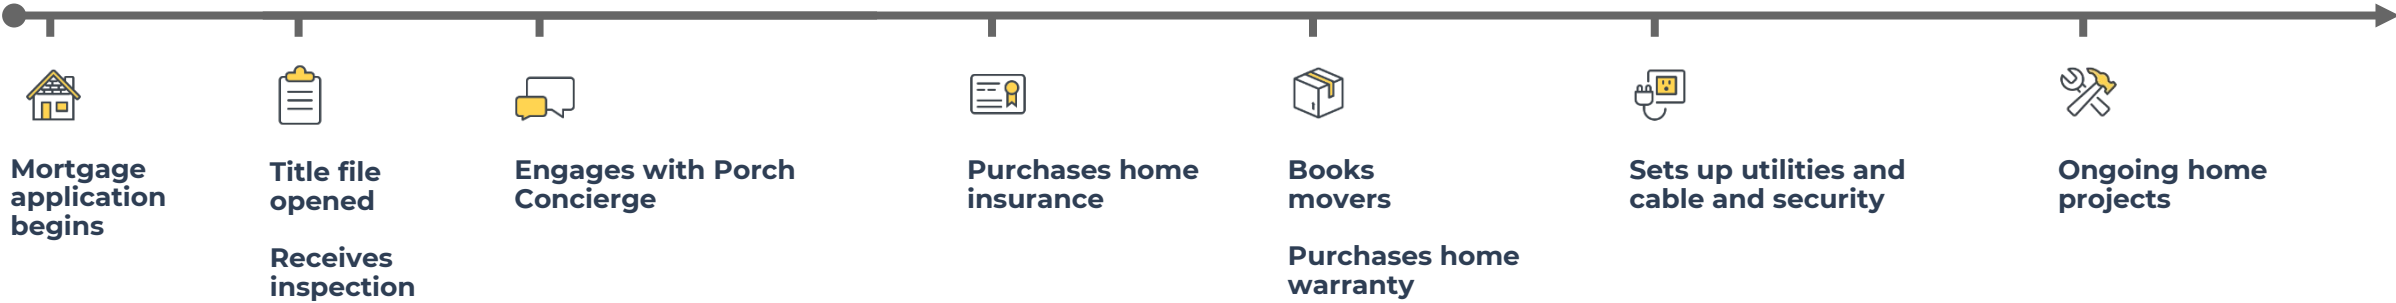 Mortgage
application
begins
Title file
opened
Receives
inspection
Engages with Porch
Concierge
Purchases home
insurance
Books
movers
Purchases home
warranty
Sets up utilities and
cable and security
Ongoing home
projects